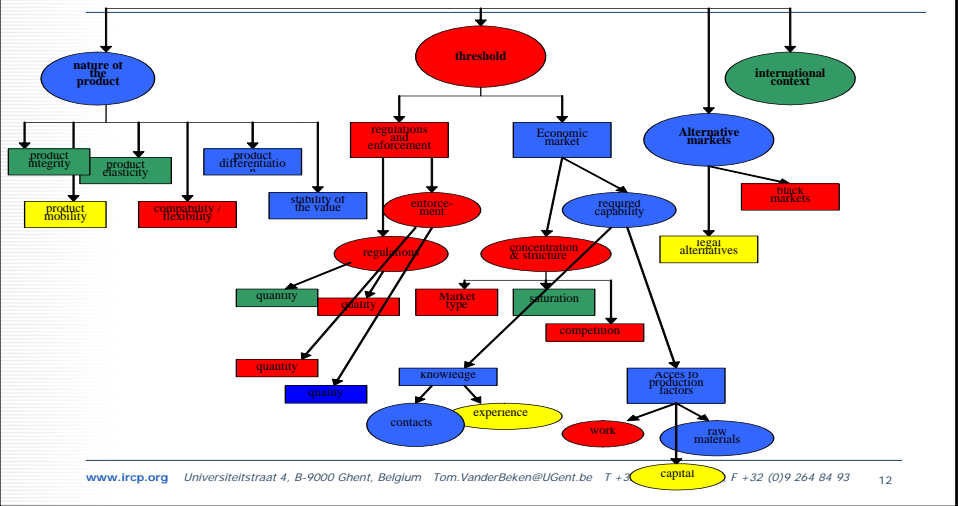 nature of
the
product
threshold
international
context
Alternative
markets
regulations
and
enforcement
Economic
market
product
integrity
product
elasticity
product
differentiatio
n
product
mobility
compatility /
flexibility
stability of
the value
black
markets
enforce-
ment
required
capability
legal
alternatives
regulations
concentration
& structure
quantity
quality
Market
type
saturation
competition
quantity
quality
knowledge
Acces to
production
factors
contacts
experience
work
raw
materials
capital
www.ircp.org Universiteitstraat 4, B-9000 Ghent, Belgium Tom.VanderBeken@UGent.be T +3 F +32 (0)9 264 84 93 12